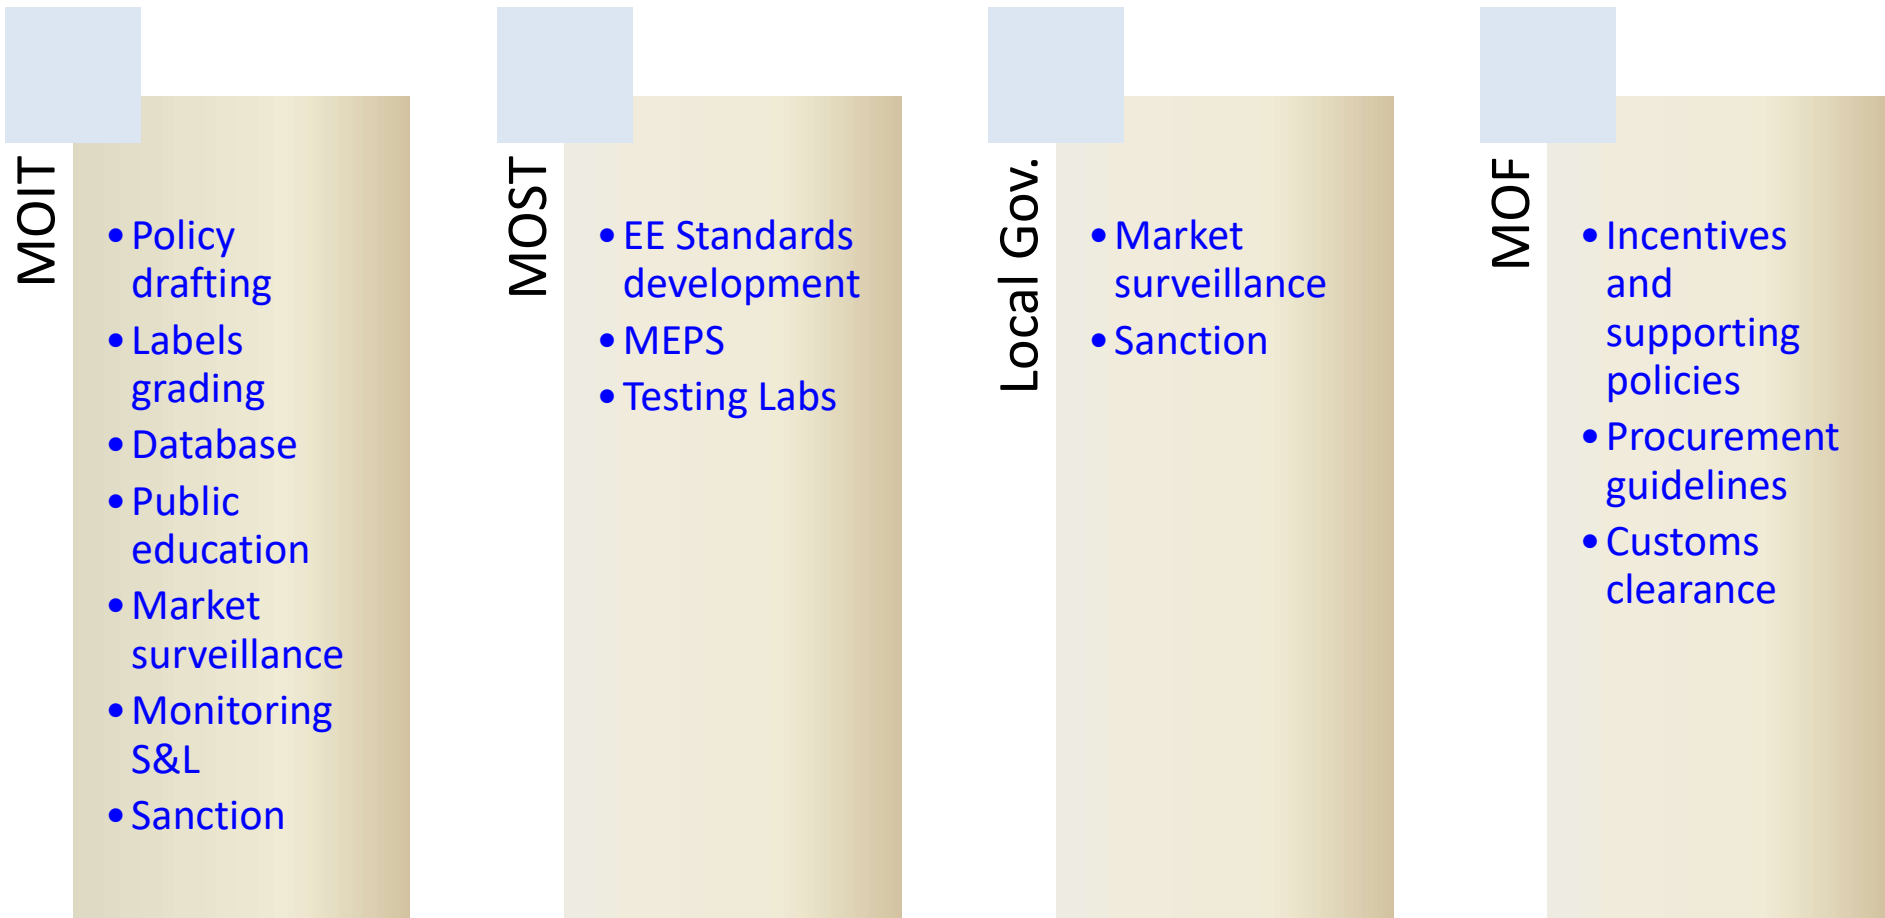 MOIT
• Policy
drafting
• Labels
grading
• Database
• Public
education
• Market
surveillance
• Monitoring
S&L
• Sanction
MOST
• EE Standards
development
• MEPS
• Testing Labs
Local Gov.
• Market
surveillance
• Sanction
MOF
• Incentives
and
supporting
policies
• Procurement
guidelines
• Customs
clearance